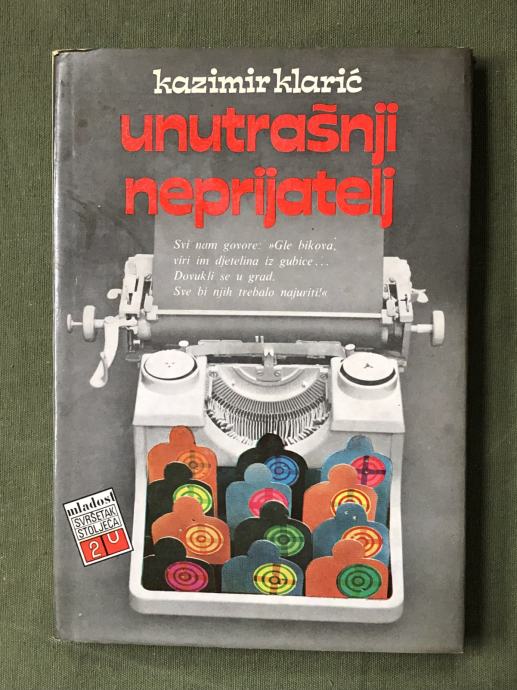 kazimir klarić
unutrašnji
neprijatelj
Svi nam govore: »Gle bikova,
viri im djetelina iz gubice...
Dovukli se u grad.
Sve bi njih trebalo najuriti!«
mladost
SVRŠETAK
STOLJEĆA
2U